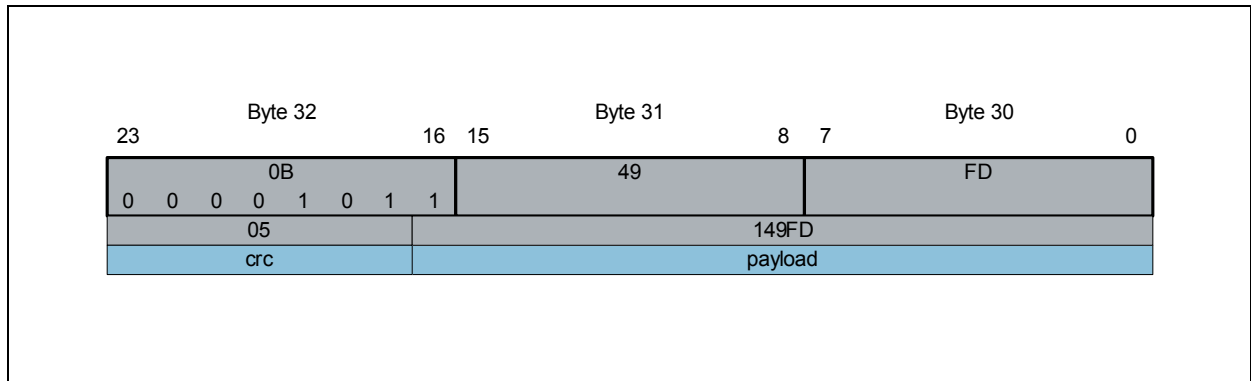 Byte 32 Byte 31 Byte 30
23 16 15 8 7 0
0B 49 FD
0 0 0 0 1 0 1 1
05 149FD
crc payload